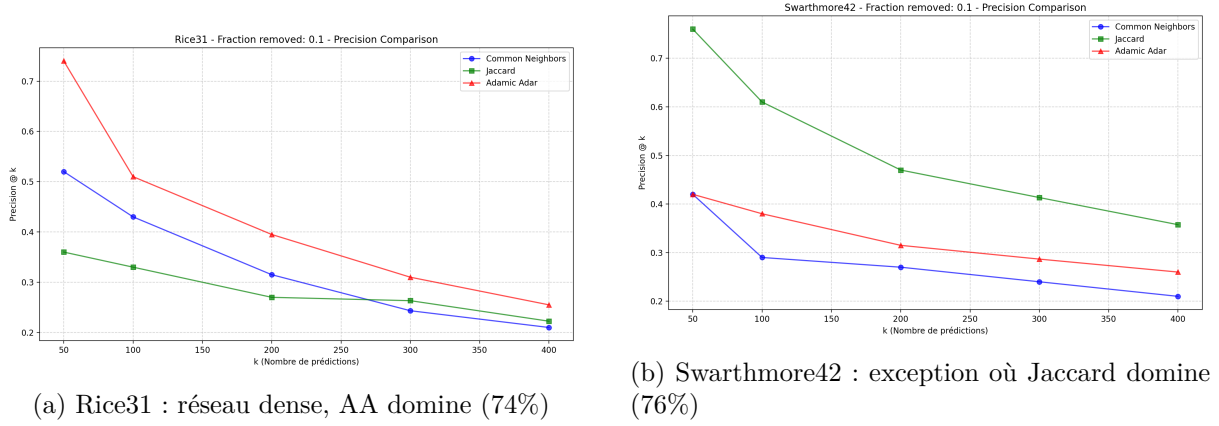 Rice31 - Fraction removed: 0.1 - Precision Comparison
Common Neighbors
Jaccard
Adamic Adar
Precision @ k
0.7
0.6
0.5
0.4
0.3
0.2
50
100
150
200
250
300
350
400
k (Nombre de prédictions)
(a) Rice31 : réseau dense, AA domine (74%)
Swarthmore42 - Fraction removed: 0.1 - Precision Comparison
Common Neighbors
Jaccard
Adamic Adar
Precision @ k
0.7
0.6
0.5
0.4
0.3
0.2
50
100
150
200
250
300
350
400
k (Nombre de prédictions)
(b) Swarthmore42 : exception où Jaccard domine
(76%)